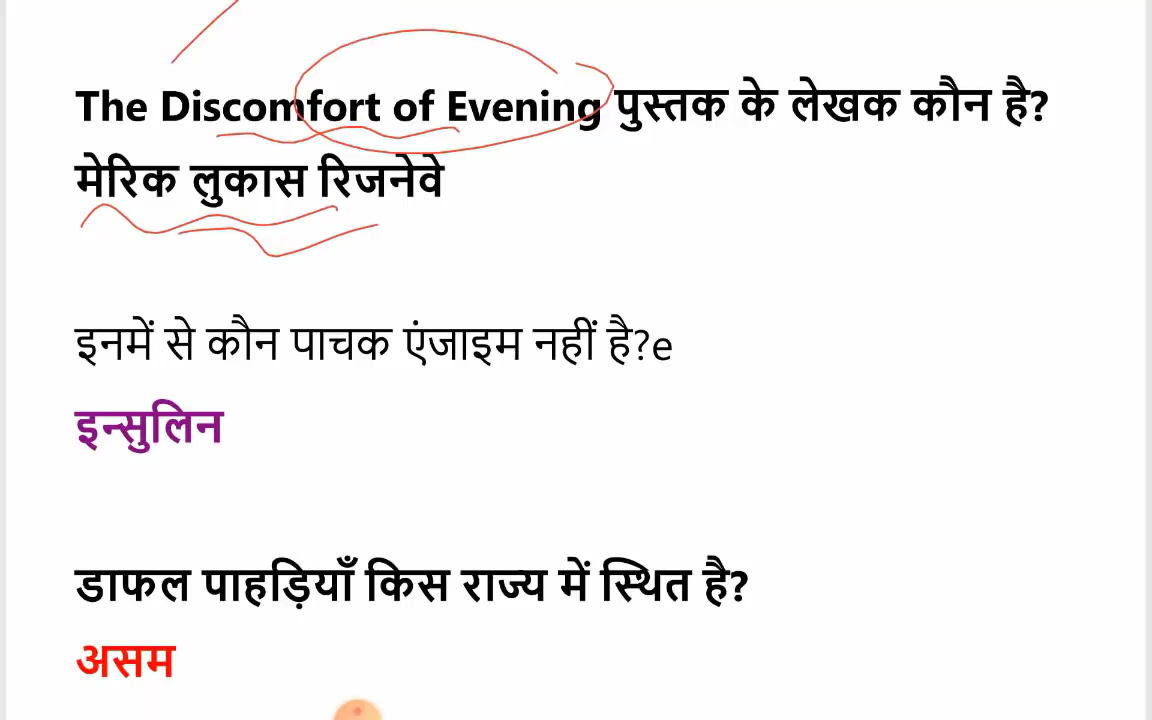 The Discomfort of Evening पुस्तक के लेखक कौन है?
मेरिक लुकास रिजनेवे
इनमें से कौन पाचक एंजाइम नहीं है?e
इन्सुलिन
डाफल पाहड़ियाँ किस राज्य में स्थित है?
असम